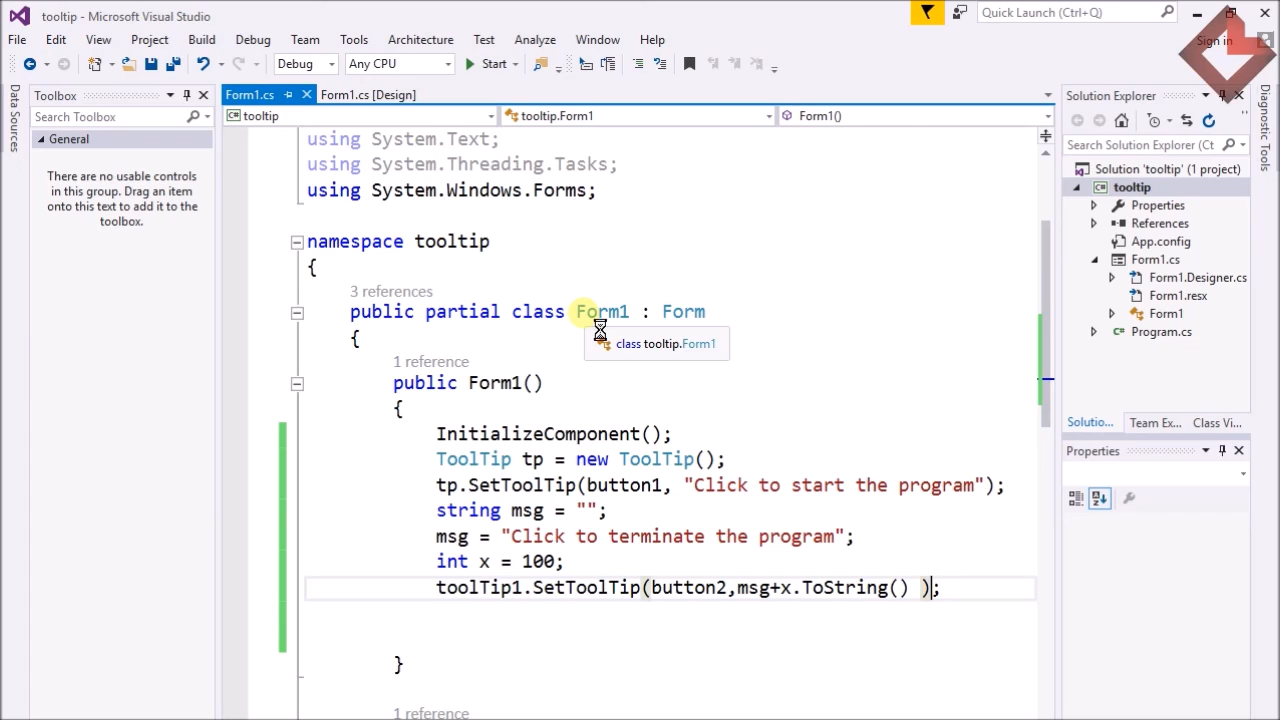 tooltip - Microsoft Visual Studio
Quick Launch (Ctrl+Q)
File Edit View Project Build Debug Team Tools Architecture Test Analyze Window Help
Sign in
Debug Any CPU Start
Data Sources
Toolbox
Search Toolbox
General
There are no usable controls
in this group. Drag an item
onto this text to add it to the
toolbox.
Form1.cs Form1.cs [Design]
tooltip tooltip.Form1 Form1()
using System.Text;
using System.Threading.Tasks;
using System.Windows.Forms;
namespace tooltip
{
3 references
public partial class Form1 : Form
class tooltip.Form1
{
1 reference
public Form1()
{
InitializeComponent();
ToolTip tp = new ToolTip();
tp.SetToolTip(button1, "Click to start the program");
string msg = "";
msg = "Click to terminate the program";
int x = 100;
toolTip1.SetToolTip(button2,msg+x.ToString() );
}
1 reference
Solution Explorer
Search Solution Explorer (Ct
Solution 'tooltip' (1 project)
tooltip
Properties
References
App.config
Form1.cs
Form1.Designer.cs
Form1.resx
Form1
Program.cs
Solutio... Team Ex... Class Vi...
Properties
Diagnostic Tools